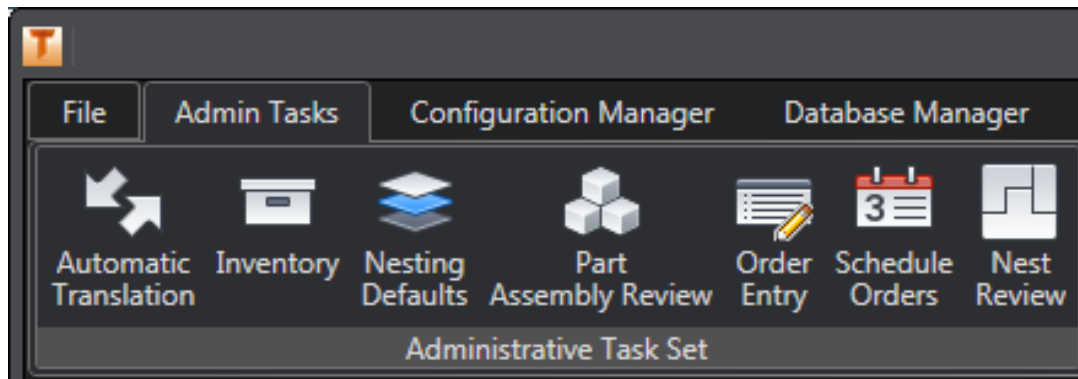 T
File Admin Tasks Configuration Manager Database Manager
3
Automatic Inventory Nesting Part Order Schedule Nest
Translation Defaults Assembly Review Entry Orders Review
Administrative Task Set